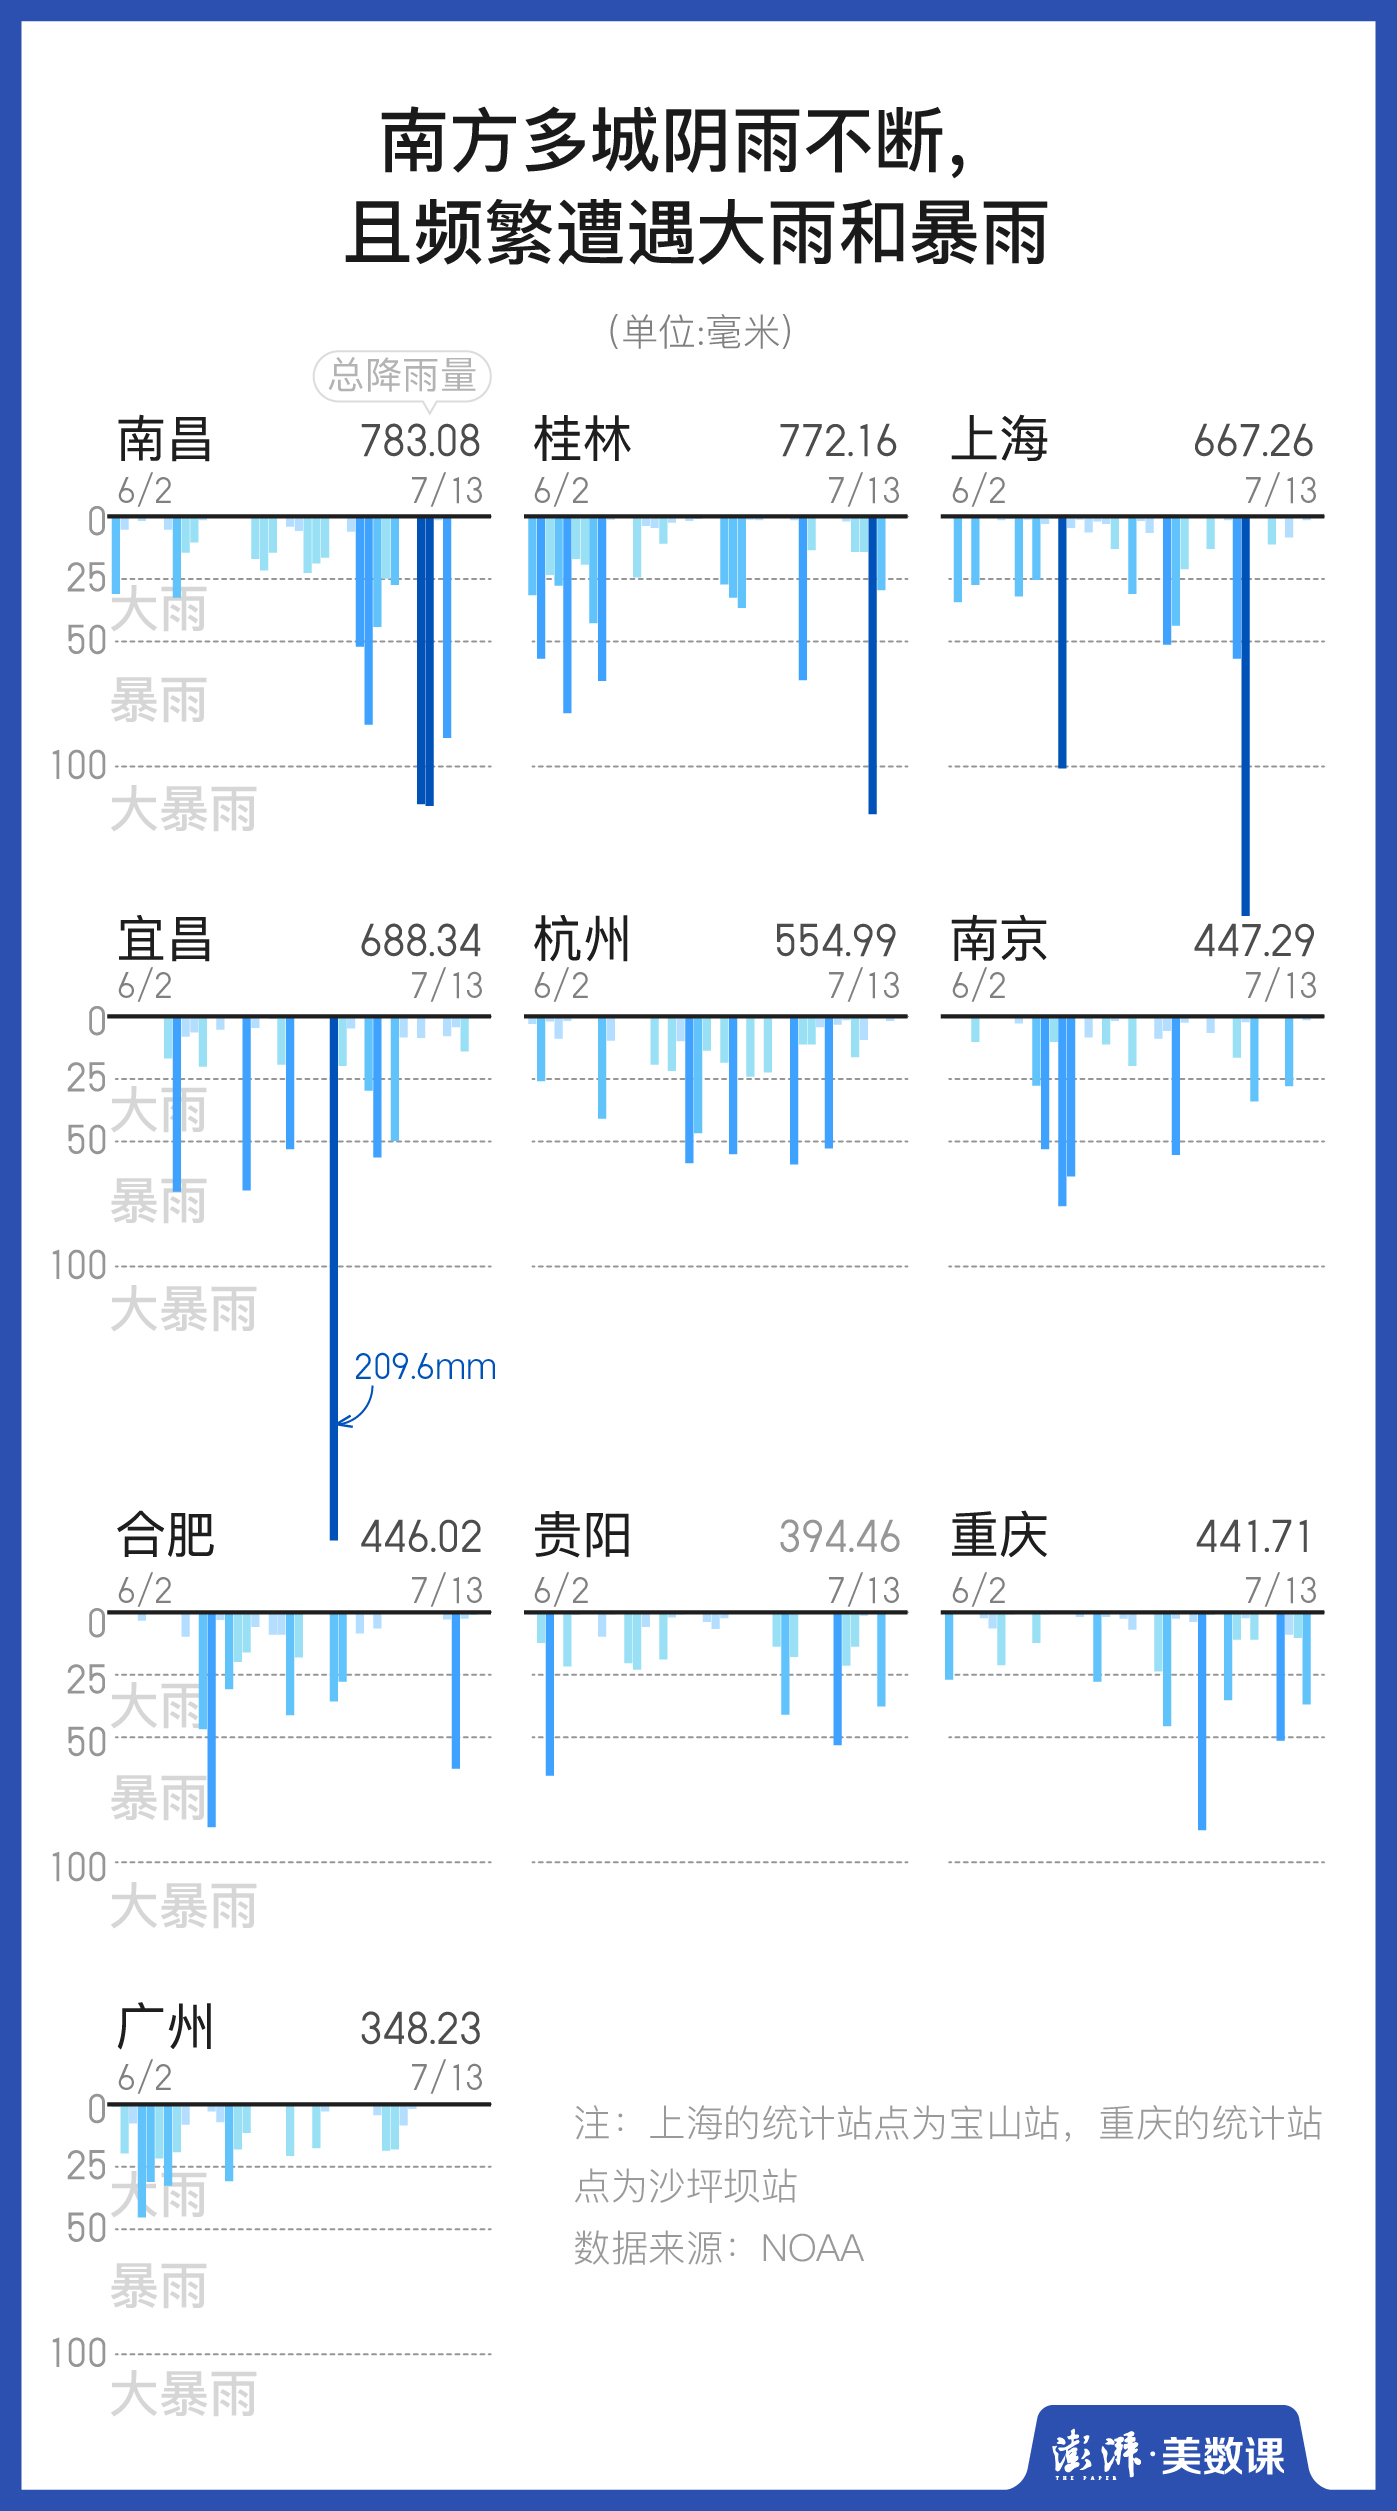 南方多城阴雨不断，
且频繁遭遇大雨和暴雨
(单位:毫米)
总降雨量
南昌 783.08
6/2 7/13
桂林 772.16
6/2 7/13
上海 667.26
6/2 7/13
0
25
大雨
50
暴雨
100
大暴雨
宜昌 688.34
6/2 7/13
杭州 554.99
6/2 7/13
南京 447.29
6/2 7/13
0
25
大雨
50
暴雨
100
大暴雨
209.6mm
合肥 446.02
6/2 7/13
贵阳 394.46
6/2 7/13
重庆 441.71
6/2 7/13
0
25
大雨
50
暴雨
100
大暴雨
广州 348.23
6/2 7/13
0
25
大雨
50
暴雨
100
大暴雨
注：上海的统计站点为宝山站，重庆的统计站
点为沙坪坝站
数据来源：NOAA
澎湃·美数课
THE PAPER